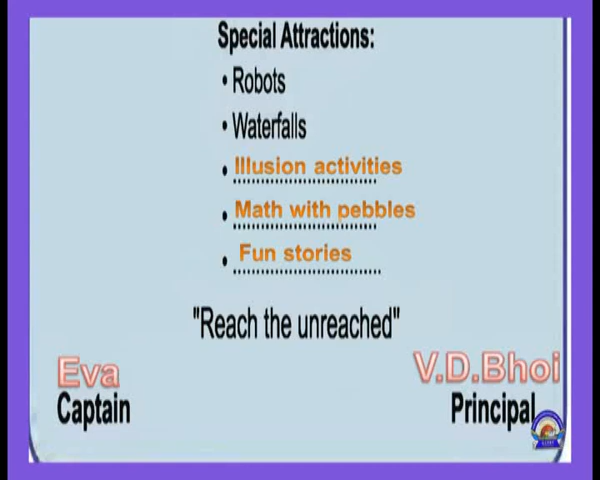 Special Attractions:
• Robots
• Waterfalls
• Illusion activities
• Math with pebbles
• Fun stories
"Reach the unreached"
Eva V.D.Bhoi
Captain Principal